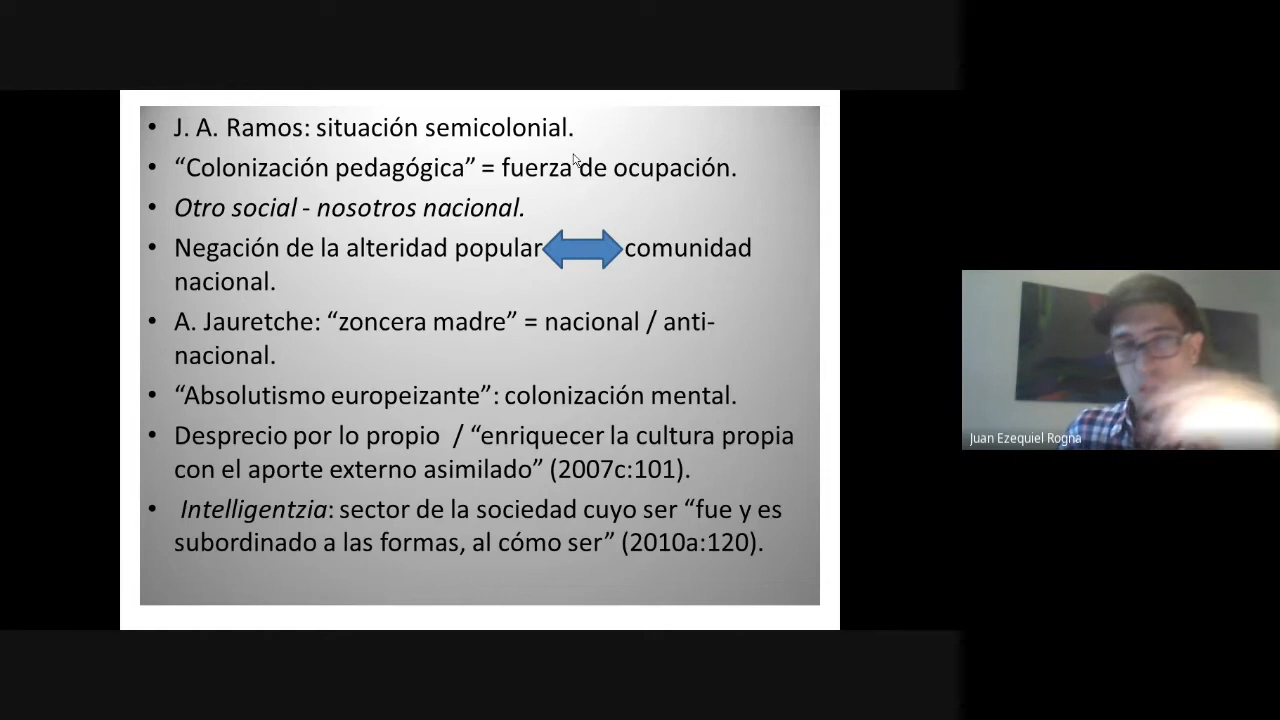 • J. A. Ramos: situación semicolonial.
• “Colonización pedagógica” = fuerza de ocupación.
• Otro social - nosotros nacional.
• Negación de la alteridad popular comunidad
nacional.
• A. Jauretche: “zoncera madre” = nacional / anti-
nacional.
• “Absolutismo europeizante”: colonización mental.
• Desprecio por lo propio / “enriquecer la cultura propia
con el aporte externo asimilado” (2007c:101).
• Intelligentzia: sector de la sociedad cuyo ser “fue y es
subordinado a las formas, al cómo ser” (2010a:120).
Juan Ezequiel Rogna